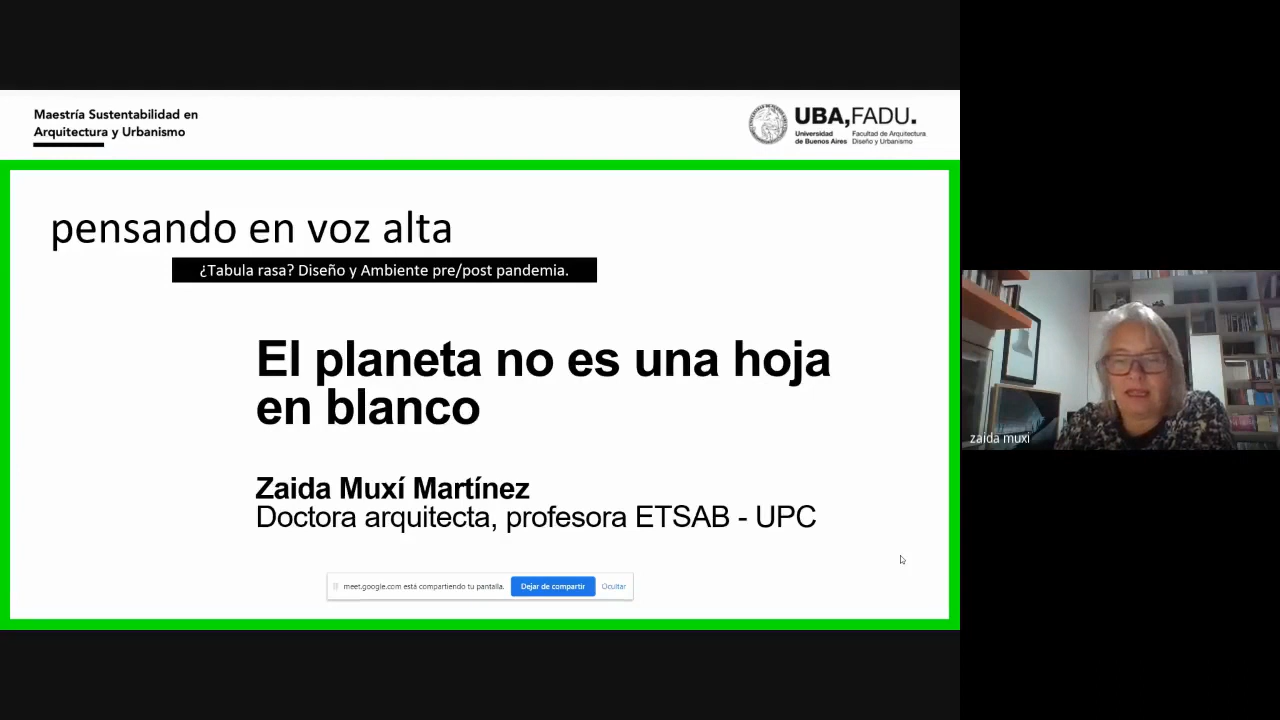 Maestría Sustentabilidad en
Arquitectura y Urbanismo
UBA,FADU.
Universidad de Buenos Aires
Facultad de Arquitectura Diseño y Urbanismo
pensando en voz alta
¿Tabula rasa? Diseño y Ambiente pre/post pandemia.
El planeta no es una hoja
en blanco
Zaida Muxí Martínez
Doctora arquitecta, profesora ETSAB - UPC
meet.google.com está compartiendo tu pantalla. Dejar de compartir Ocultar
zaida muxi